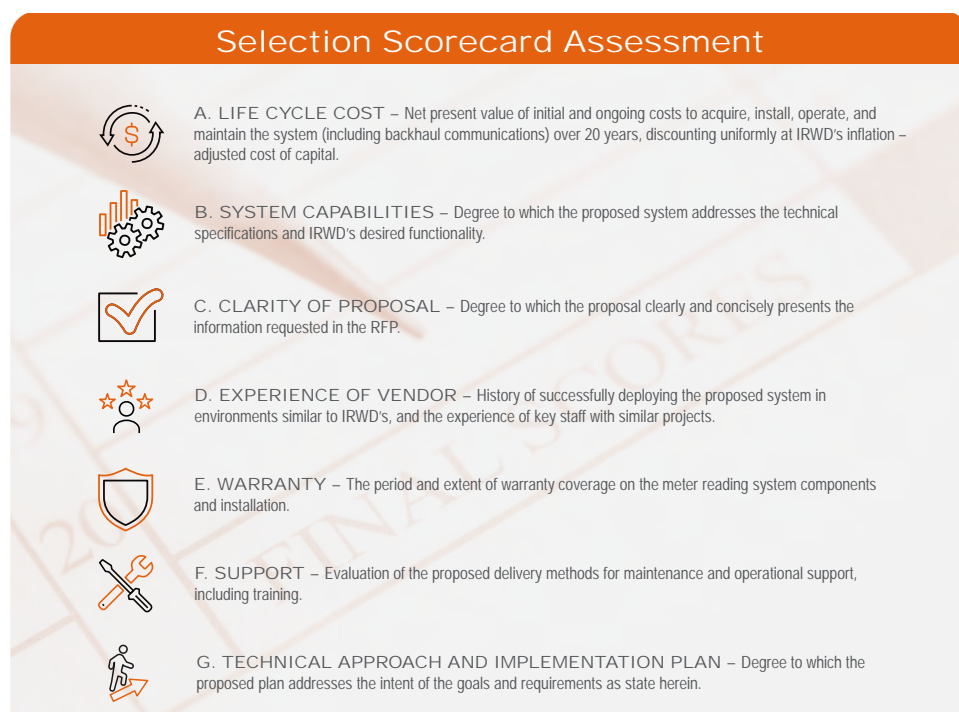 Selection Scorecard Assessment
A. LIFE CYCLE COST – Net present value of initial and ongoing costs to acquire, install, operate, and
maintain the system (including backhaul communications) over 20 years, discounting uniformly at IRWD's inflation –
adjusted cost of capital.
B. SYSTEM CAPABILITIES – Degree to which the proposed system addresses the technical
specifications and IRWD's desired functionality.
C. CLARITY OF PROPOSAL – Degree to which the proposal clearly and concisely presents the
information requested in the RFP.
D. EXPERIENCE OF VENDOR – History of successfully deploying the proposed system in
environments similar to IRWD's, and the experience of key staff with similar projects.
E. WARRANTY – The period and extent of warranty coverage on the meter reading system components
and installation.
F. SUPPORT – Evaluation of the proposed delivery methods for maintenance and operational support,
including training.
G. TECHNICAL APPROACH AND IMPLEMENTATION PLAN – Degree to which the
proposed plan addresses the intent of the goals and requirements as state herein.
$
FINAL SCORES
19
20